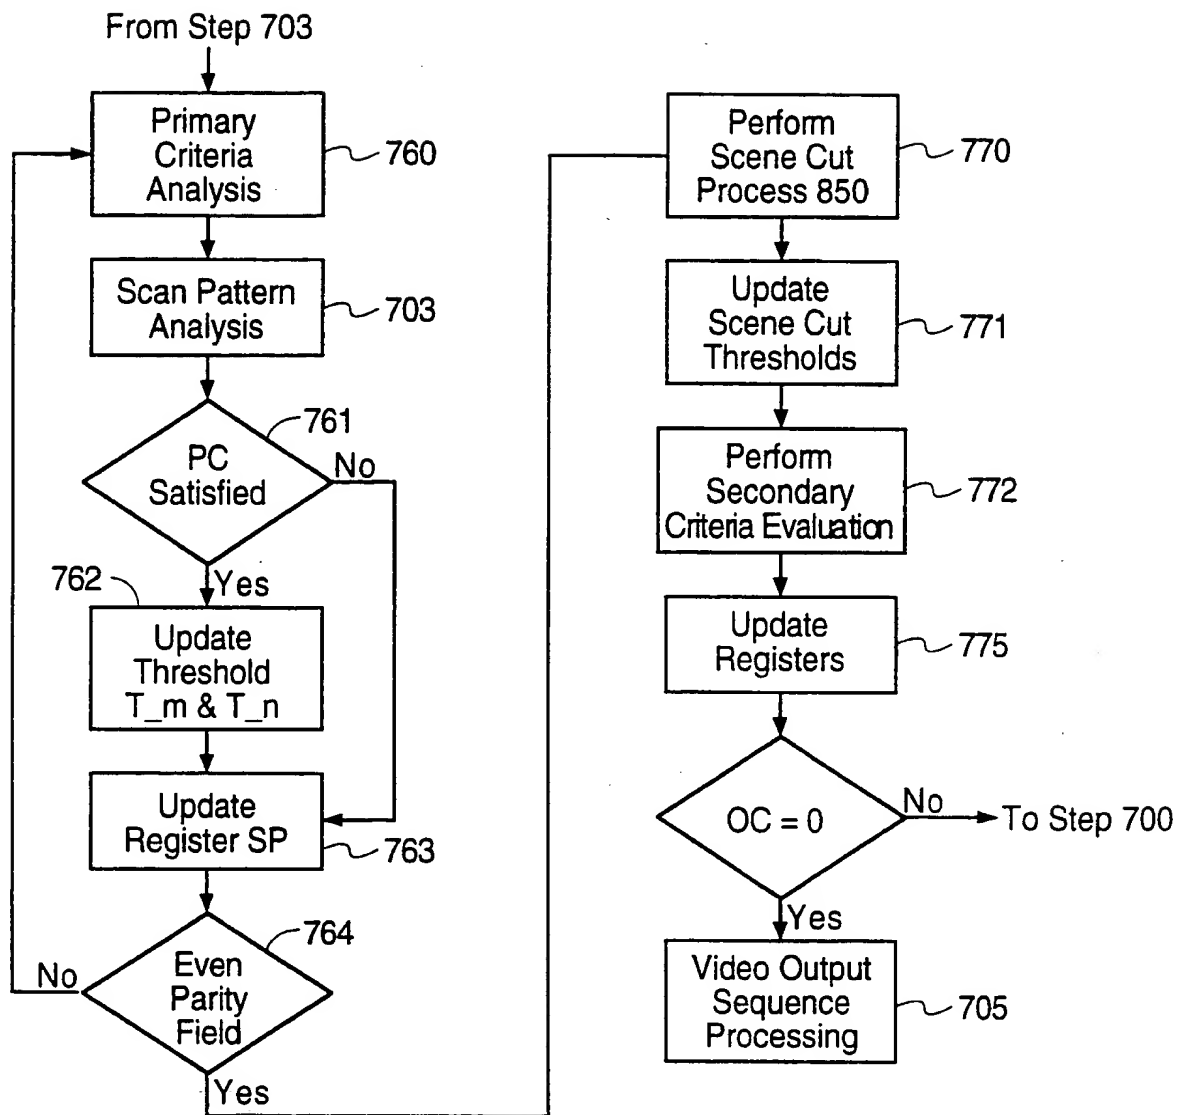 From Step 703
Primary
Criteria
Analysis
760
Scan Pattern
Analysis
703
761
PC
Satisfied
No
Yes
762
Update
Threshold
T_m & T_n
Update
Register SP
763
764
Even
Parity
Field
No
Yes
Perform
Scene Cut
Process 850
770
Update
Scene Cut
Thresholds
771
Perform
Secondary
Criteria Evaluation
772
Update
Registers
775
OC = 0
No
To Step 700
Yes
Video Output
Sequence
Processing
705